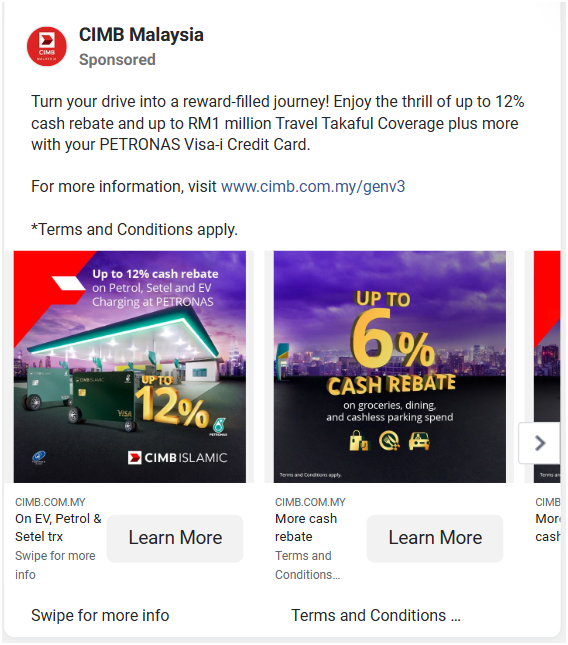 CIMB Malaysia
Sponsored
Turn your drive into a reward-filled journey! Enjoy the thrill of up to 12%
cash rebate and up to RM1 million Travel Takaful Coverage plus more
with your PETRONAS Visa-i Credit Card.
For more information, visit www.cimb.com.my/genv3
*Terms and Conditions apply.
CIMB
MALAYSIA
Up to 12% cash rebate
on Petrol, Setel and EV
Charging at PETRONAS
CIMB ISLAMIC
VISA
UP TO
12%
PETRONAS
CIMB ISLAMIC
UP TO
6%
CASH REBATE
on groceries, dining,
and cashless parking spend
Terms and Conditions apply.
Terms and
CIMB.COM.MY
On EV, Petrol &
Setel trx
Swipe for more
info
Learn More
CIMB.COM.MY
More cash
rebate
Terms and
Conditions...
Learn More
CIMB
More
cash
Swipe for more info
Terms and Conditions ...